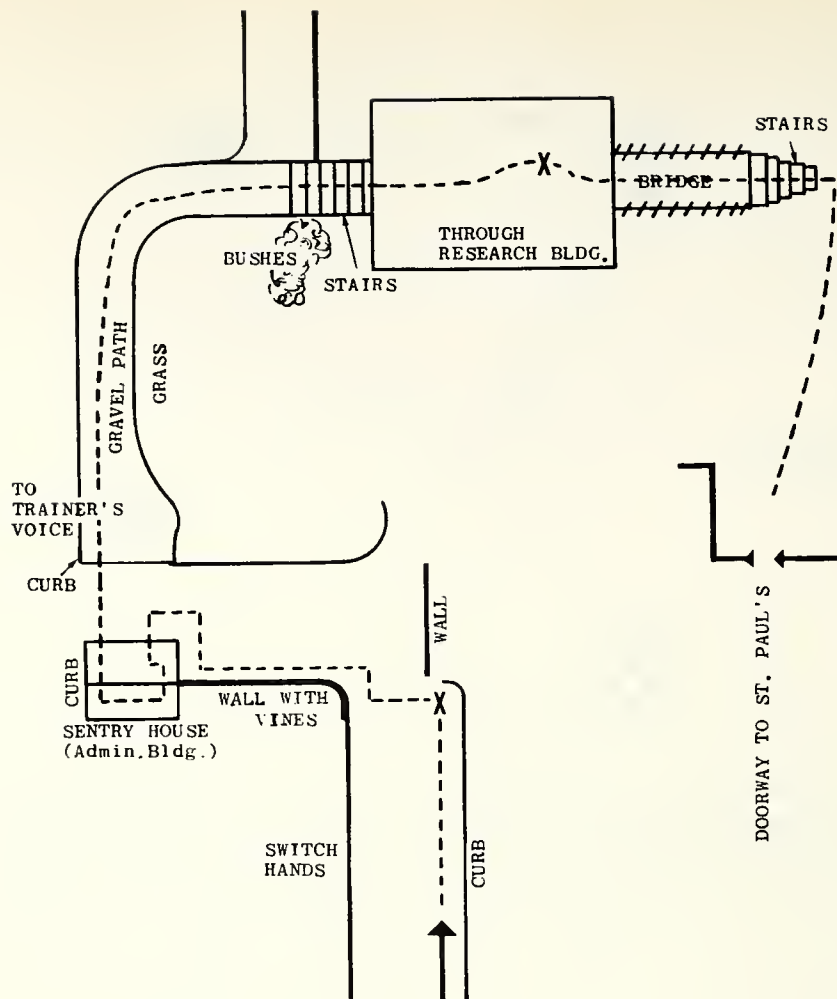 STAIRS
BRIDGE
THROUGH
RESEARCH BLDG.
BUSHES
STAIRS
GRAVEL PATH
GRASS
TO
TRAINER'S
VOICE
CURB
WALL
CURB
WALL WITH
VINES
SENTRY HOUSE
(Admin.Bldg.)
X
X
SWITCH
HANDS
CURB
DOORWAY TO ST. PAUL'S